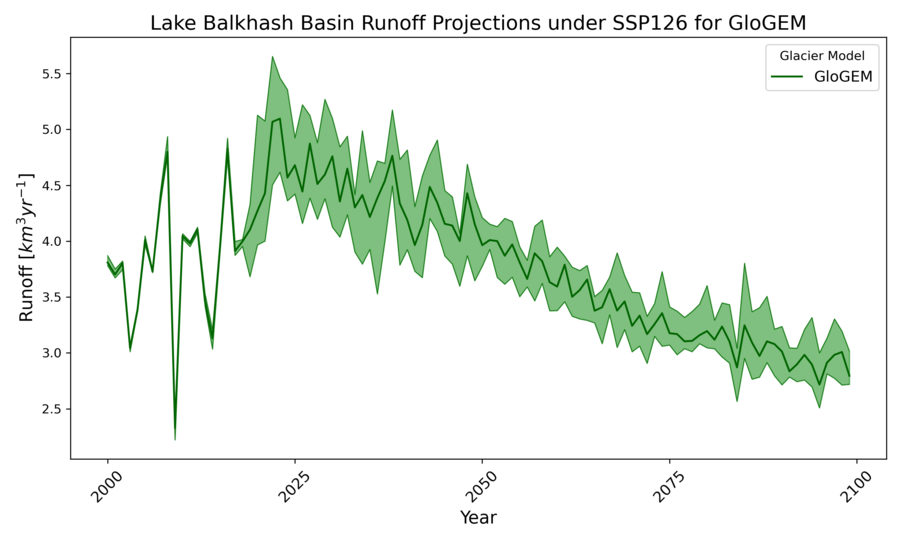 Lake Balkhash Basin Runoff Projections under SSP126 for GloGEM
Glacier Model
GloGEM
5.5
5.0
4.5
4.0
3.5
3.0
2.5
Runoff [km³yr⁻¹]
2000
2025
2050
2075
2100
Year